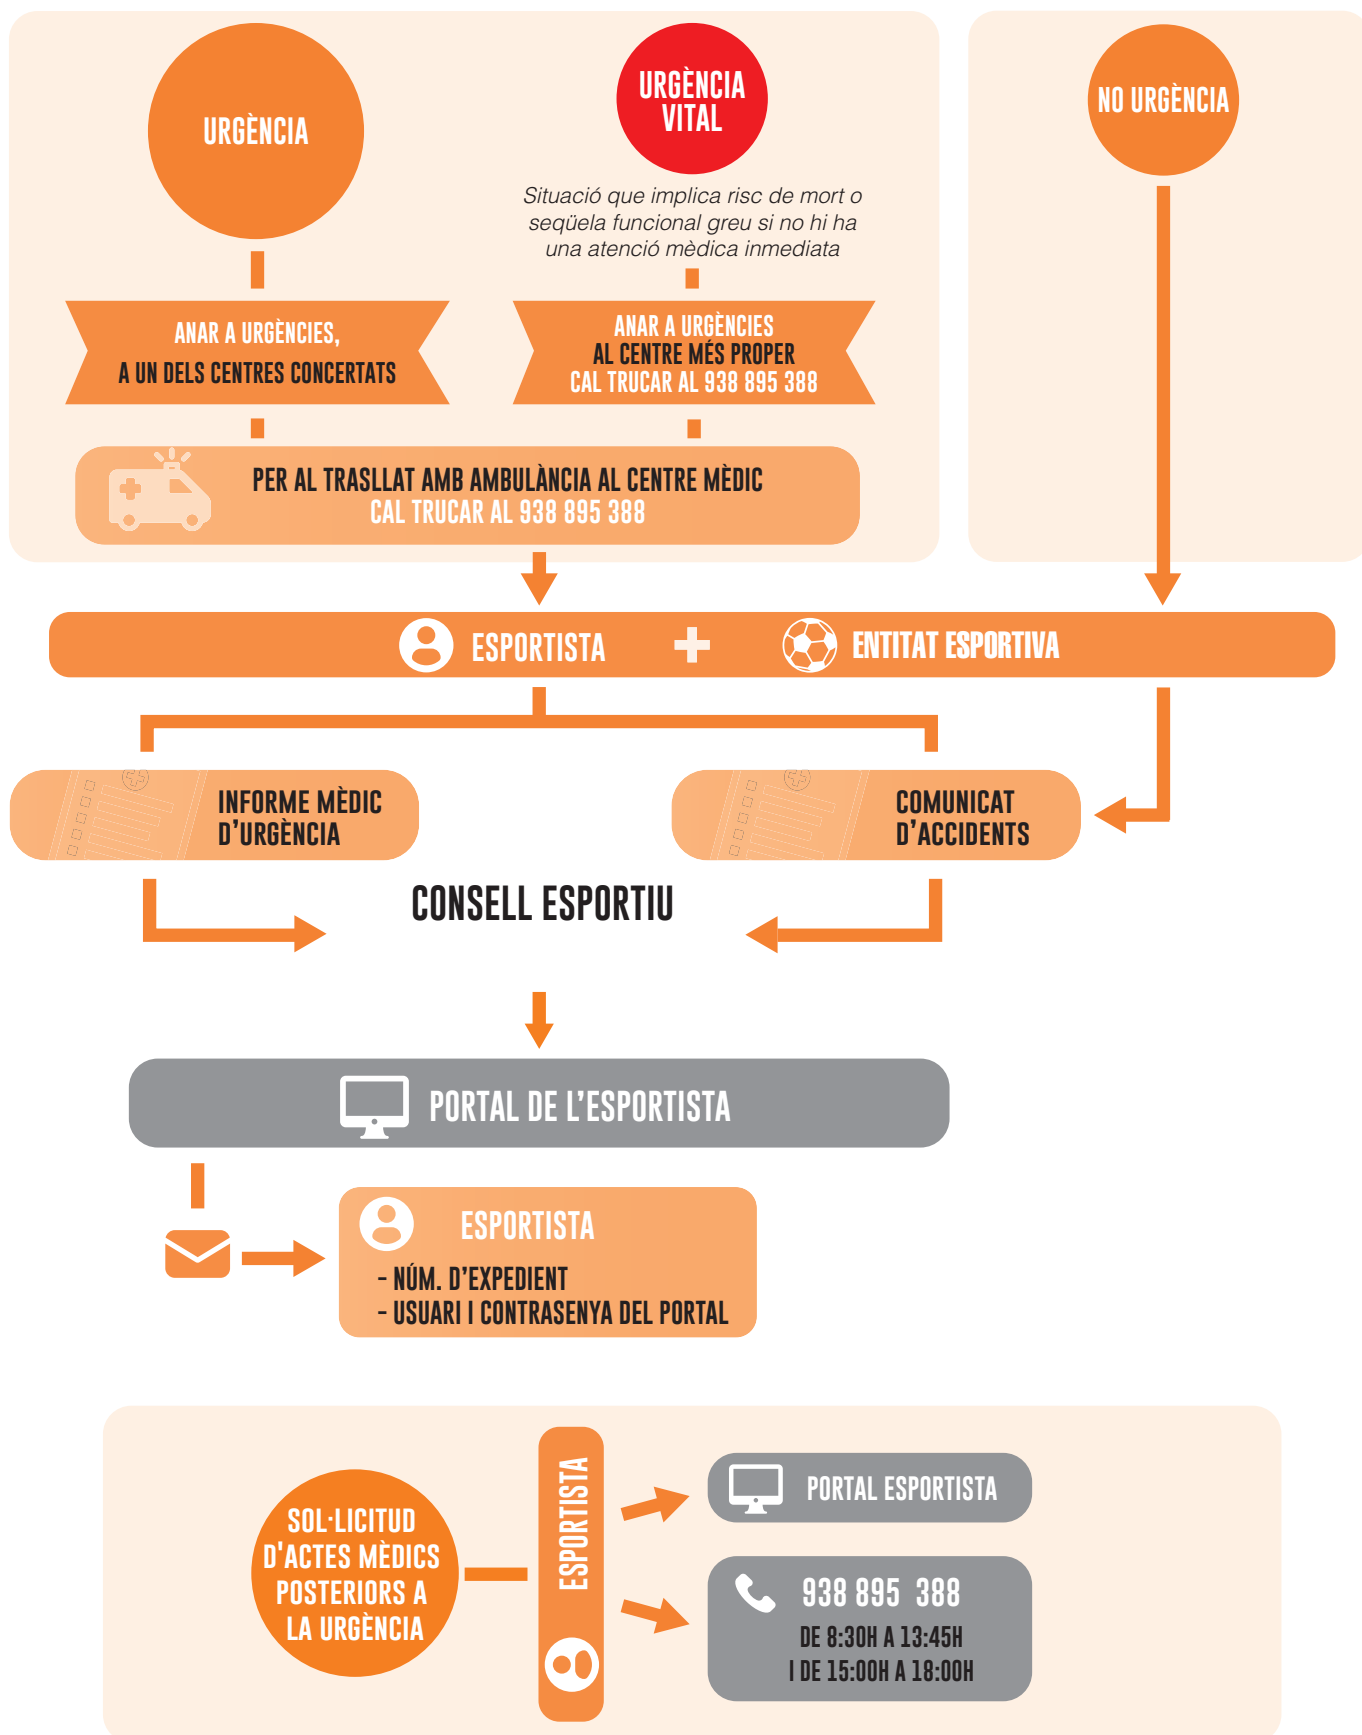 URGÈNCIA
URGÈNCIA
VITAL
NO URGÈNCIA
Situació que implica risc de mort o
seqüela funcional greu si no hi ha
una atenció mèdica inmediata
ANAR A URGÈNCIES,
A UN DELS CENTRES CONCERTATS
ANAR A URGÈNCIES
AL CENTRE MÉS PROPER
CAL TRUCAR AL 938 895 388
PER AL TRASLLAT AMB AMBULÀNCIA AL CENTRE MÈDIC
CAL TRUCAR AL 938 895 388
ESPORTISTA
ENTITAT ESPORTIVA
INFORME MÈDIC
D'URGÈNCIA
COMUNICAT
D'ACCIDENTS
CONSELL ESPORTIU
PORTAL DE L'ESPORTISTA
ESPORTISTA
- NÚM. D'EXPEDIENT
- USUARI I CONTRASENYA DEL PORTAL
SOL·LICITUD
D'ACTES MÈDICS
POSTERIORS A
LA URGÈNCIA
ESPORTISTA
PORTAL ESPORTISTA
938 895 388
DE 8:30H A 13:45H
I DE 15:00H A 18:00H